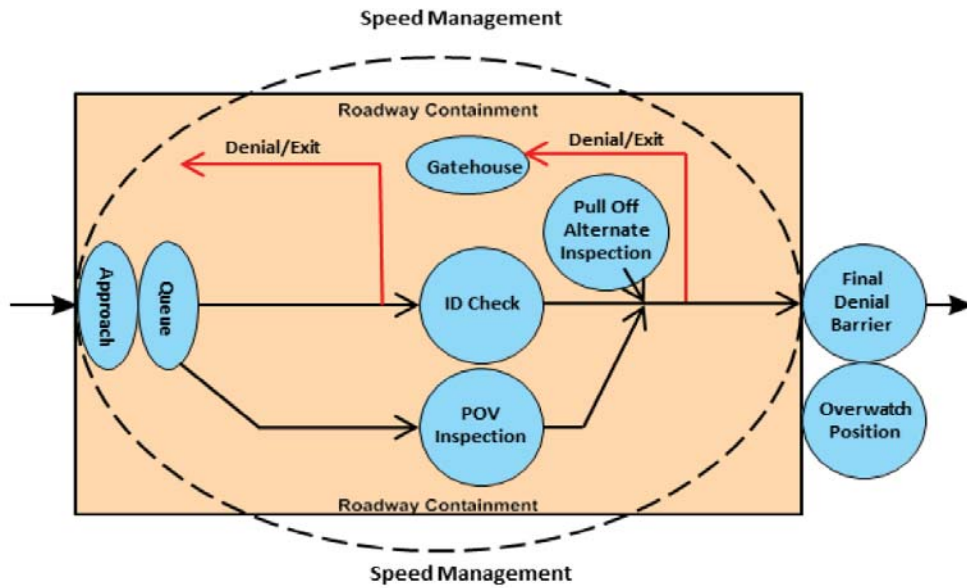 Speed Management
Roadway Containment
Denial/Exit
Denial/Exit
Gatehouse
Pull Off
Alternate
Inspection
Approach
Queue
ID Check
Final
Denial
Barrier
POV
Inspection
Overwatch
Position
Roadway Containment
Speed Management